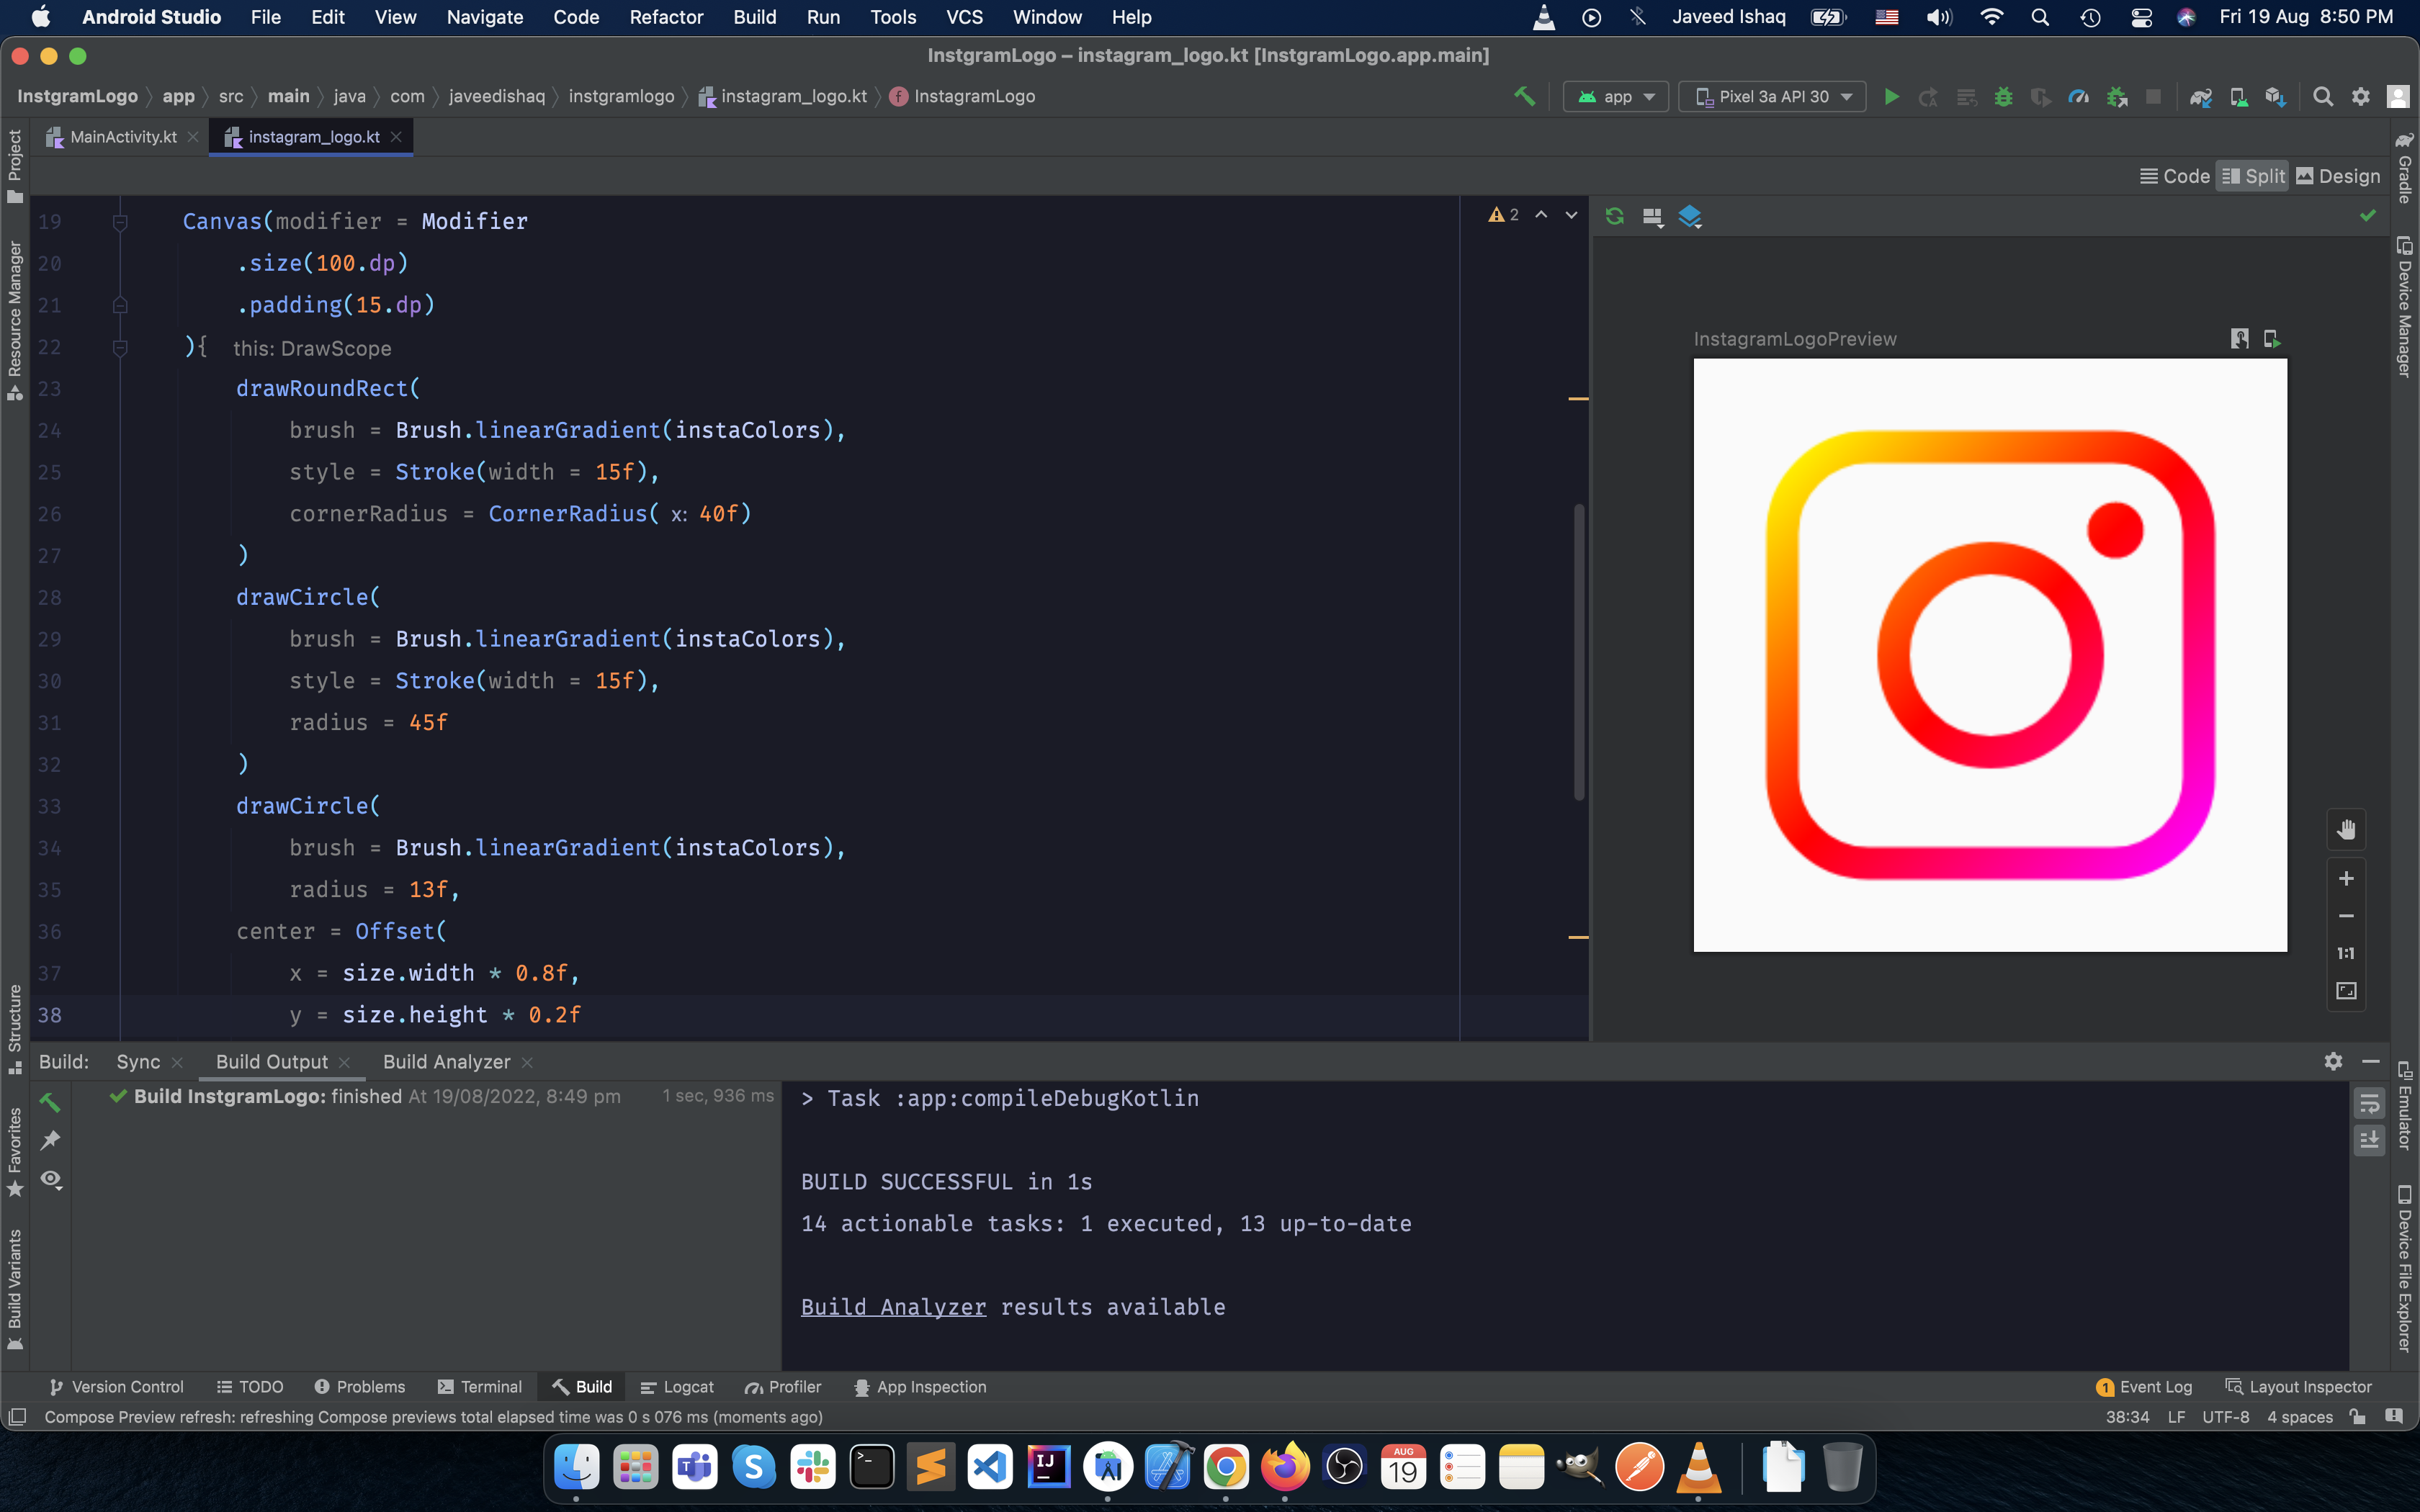 Android Studio File Edit View Navigate Code Refactor Build Run Tools VCS Window Help Javeed Ishaq Fri 19 Aug 8:50 PM
InstgramLogo – instagram_logo.kt [InstgramLogo.app.main]
InstgramLogo app src main java com javeedishaq instgramlogo instagram_logo.kt f InstagramLogo app Pixel 3a API 30
MainActivity.kt instagram_logo.kt
Code Split Design
Project
Resource Manager
Structure
Favorites
Build Variants
Gradle
Device Manager
Emulator
Device File Explorer
2
19 Canvas(modifier = Modifier
20 .size(100.dp)
21 .padding(15.dp)
22 ){ this: DrawScope
23 drawRoundRect(
24 brush = Brush.linearGradient(instaColors),
25 style = Stroke(width = 15f),
26 cornerRadius = CornerRadius( x: 40f)
27 )
28 drawCircle(
29 brush = Brush.linearGradient(instaColors),
30 style = Stroke(width = 15f),
31 radius = 45f
32 )
33 drawCircle(
34 brush = Brush.linearGradient(instaColors),
35 radius = 13f,
36 center = Offset(
37 x = size.width * 0.8f,
38 y = size.height * 0.2f
InstagramLogoPreview
1:1
Build: Sync Build Output Build Analyzer
Build InstgramLogo: finished At 19/08/2022, 8:49 pm 1 sec, 936 ms
> Task :app:compileDebugKotlin
BUILD SUCCESSFUL in 1s
14 actionable tasks: 1 executed, 13 up-to-date
Build Analyzer results available
Version Control TODO Problems Terminal Build Logcat Profiler App Inspection 1 Event Log Layout Inspector
Compose Preview refresh: refreshing Compose previews total elapsed time was 0 s 076 ms (moments ago) 38:34 LF UTF-8 4 spaces
T S >_ IJ AUG
19